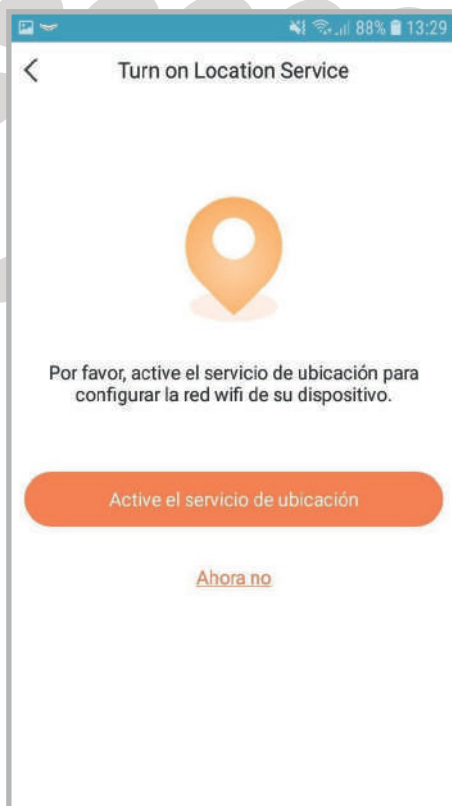 88% 13:29
Turn on Location Service
Por favor, active el servicio de ubicación para
configurar la red wifi de su dispositivo.
Active el servicio de ubicación
Ahora no